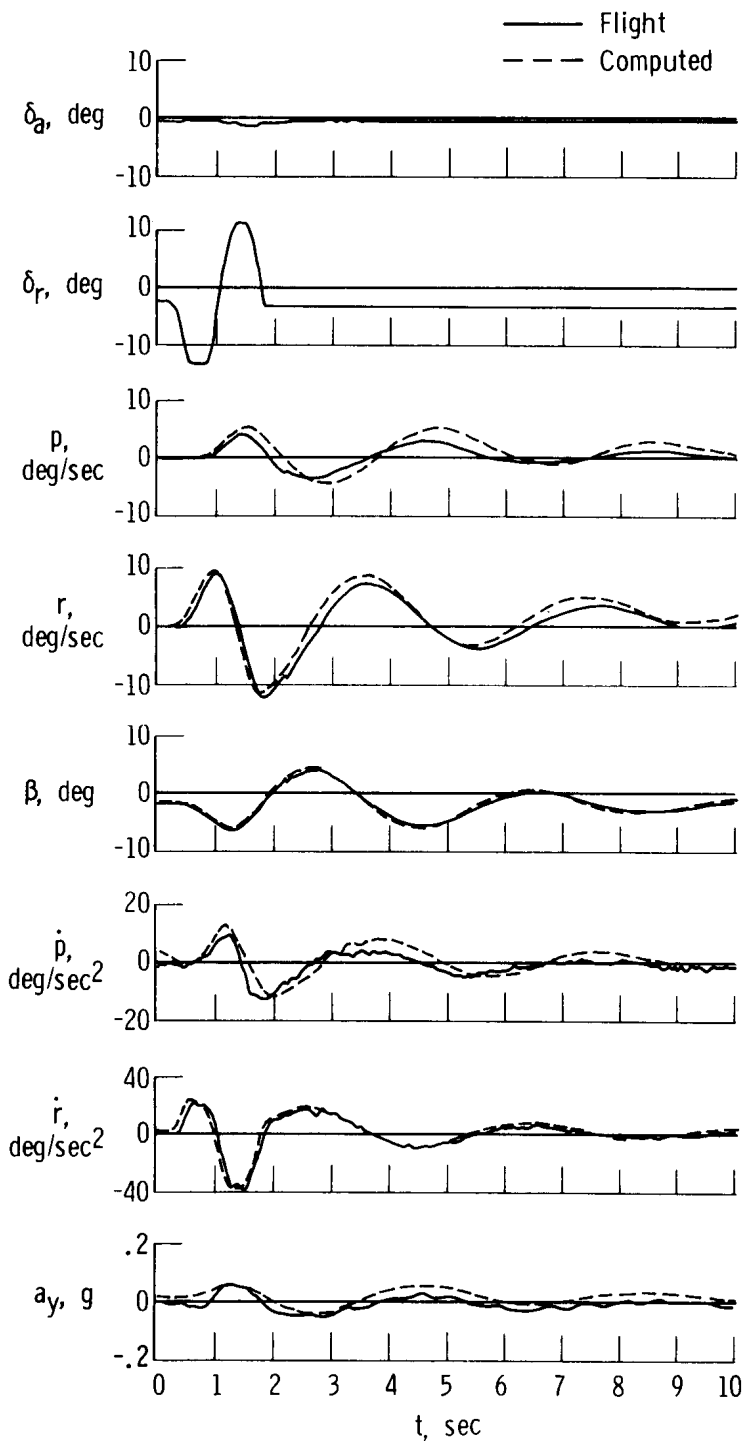 Flight
Computed
10
0
-10
δa, deg
10
0
-10
δr, deg
10
0
-10
p,
deg/sec
10
0
-10
r,
deg/sec
10
0
-10
β, deg
20
0
-20
ṗ,
deg/sec2
40
0
-40
ṙ,
deg/sec2
.2
0
-.2
ay, g
0 1 2 3 4 5 6 7 8 9 10
t, sec